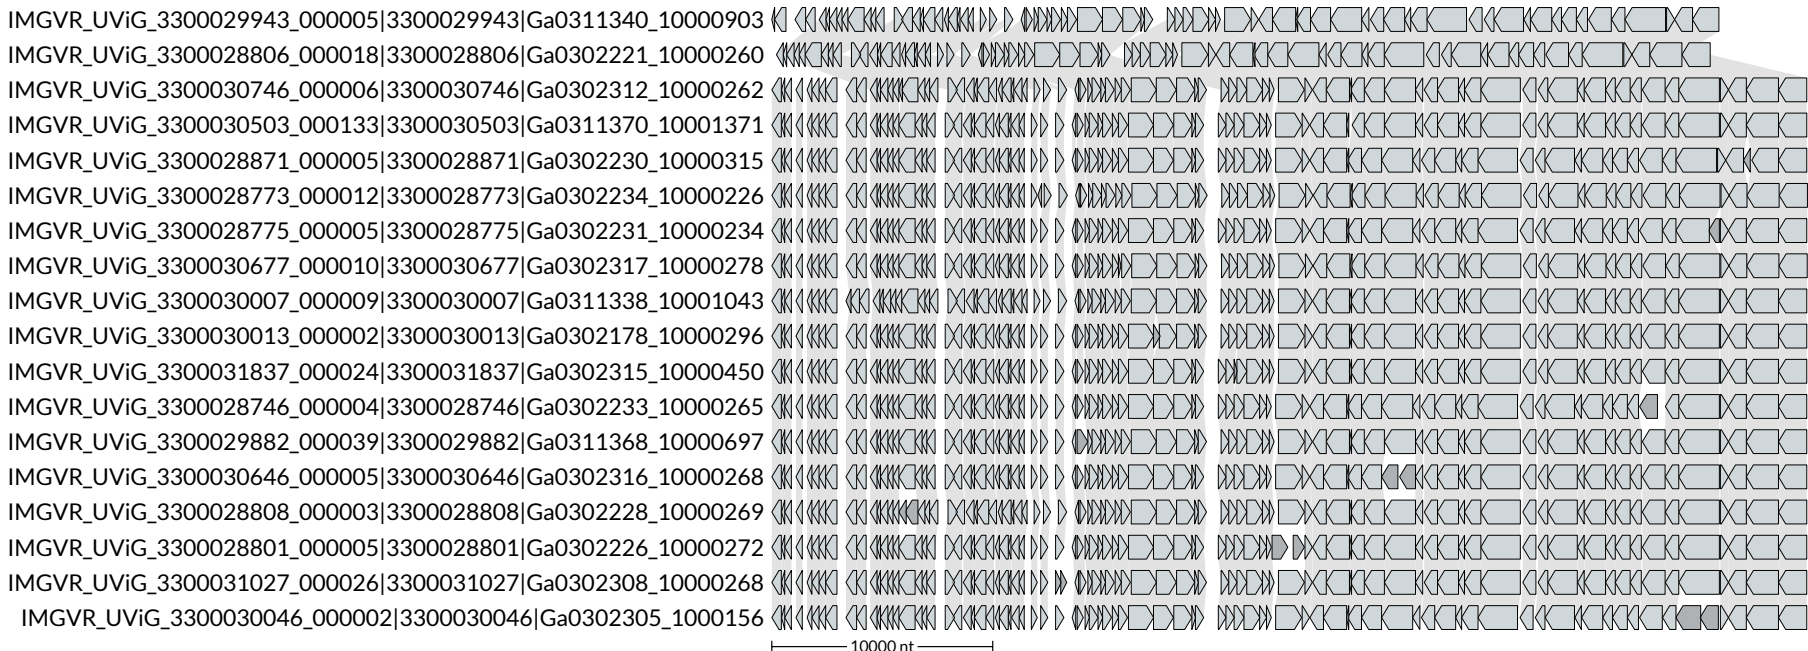 IMGVR_UViG_3300029943_000005|3300029943|Ga0311340_10000903
IMGVR_UViG_3300028806_000018|3300028806|Ga0302221_10000260
IMGVR_UViG_3300030746_000006|3300030746|Ga0302312_10000262
IMGVR_UViG_3300030503_000133|3300030503|Ga0311370_10001371
IMGVR_UViG_3300028871_000005|3300028871|Ga0302230_10000315
IMGVR_UViG_3300028773_000012|3300028773|Ga0302234_10000226
IMGVR_UViG_3300028775_000005|3300028775|Ga0302231_10000234
IMGVR_UViG_3300030677_000010|3300030677|Ga0302317_10000278
IMGVR_UViG_3300030007_000009|3300030007|Ga0311338_10001043
IMGVR_UViG_3300030013_000002|3300030013|Ga0302178_10000296
IMGVR_UViG_3300031837_000024|3300031837|Ga0302315_10000450
IMGVR_UViG_3300028746_000004|3300028746|Ga0302233_10000265
IMGVR_UViG_3300029882_000039|3300029882|Ga0311368_10000697
IMGVR_UViG_3300030646_000005|3300030646|Ga0302316_10000268
IMGVR_UViG_3300028808_000003|3300028808|Ga0302228_10000269
IMGVR_UViG_3300028801_000005|3300028801|Ga0302226_10000272
IMGVR_UViG_3300031027_000026|3300031027|Ga0302308_10000268
IMGVR_UViG_3300030046_000002|3300030046|Ga0302305_1000156
10000 nt